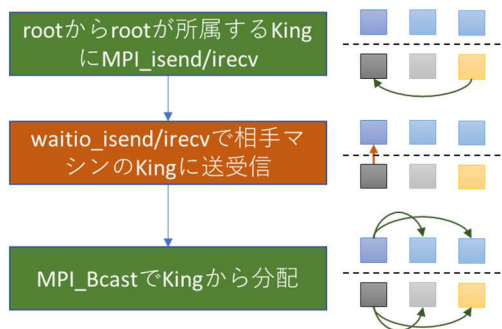 rootからrootが所属するKing
にMPI_isend/irecv
waitio_isend/irecvで相手マ
シンのKingに送受信
MPI_BcastでKingから分配